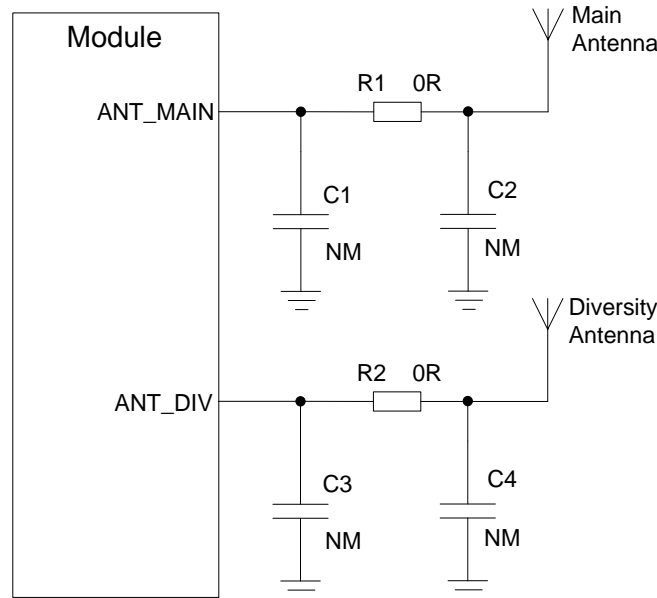 Module
Main
Antenna
R1 0R
ANT_MAIN
C1
C2
NM
NM
Diversity
Antenna
R2 0R
ANT_DIV
C3
C4
NM
NM